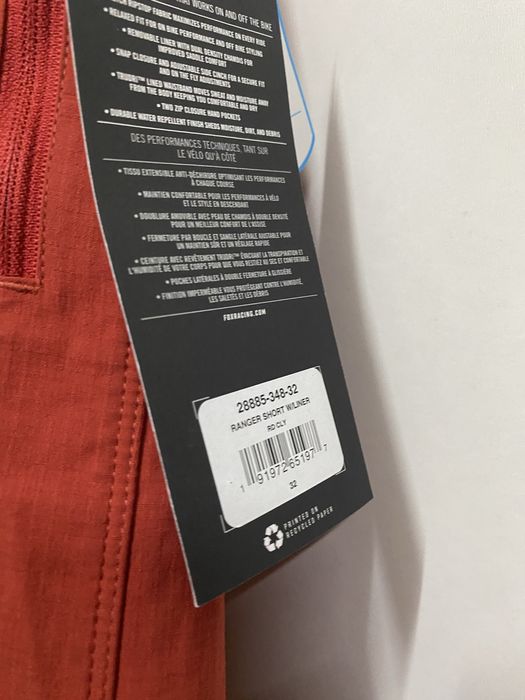 THAT WORKS ON AND OFF THE BIKE
RIPSTOP FABRIC MAXIMIZES PERFORMANCE ON EVERY RIDE
• RELAXED FIT FOR ON BIKE PERFORMANCE AND OFF BIKE STYLING
• REMOVABLE LINER WITH DUAL DENSITY CHAMOIS FOR
IMPROVED SADDLE COMFORT
• SNAP CLOSURE AND ADJUSTABLE SIDE CINCH FOR A SECURE FIT
AND ON THE FLY ADJUSTMENTS
• TRUDRI™ LINED WAISTBAND MOVES SWEAT AND MOISTURE AWAY
FROM THE BODY KEEPING YOU COMFORTABLE AND DRY
• TWO ZIP CLOSURE HAND POCKETS
• DURABLE WATER REPELLENT FINISH SHEDS MOISTURE, DIRT, AND DEBRIS
DES PERFORMANCES TECHNIQUES, TANT SUR
LE VÉLO QU'À CÔTÉ
• TISSU EXTENSIBLE ANTI-DÉCHIRURE OPTIMISANT LES PERFORMANCES
À CHAQUE COURSE
• MAINTIEN CONFORTABLE POUR LES PERFORMANCES À VÉLO
ET LE STYLE EN DESCENDANT
• DOUBLURE AMOVIBLE AVEC PEAU DE CHAMOIS À DOUBLE DENSITÉ
POUR UN MEILLEUR CONFORT DE L'ASSISE
• FERMETURE PAR BOUCLE ET SANGLE LATÉRALE AJUSTABLE POUR
UN MAINTIEN SÛR ET UN RÉGLAGE RAPIDE
• CEINTURE AVEC REVÊTEMENT TRUDRI™ ÉVACUANT LA TRANSPIRATION ET
L'HUMIDITÉ DE VOTRE CORPS POUR QUE VOUS RESTIEZ AU SEC ET CONFORTABLE
• POCHES LATÉRALES À DOUBLE FERMETURE À GLISSIÈRE
• FINITION IMPERMÉABLE VOUS PROTÉGEANT CONTRE L'HUMIDITÉ,
LES SALETÉS ET LES DÉBRIS
FOXRACING.COM
28885-348-32
RANGER SHORT W/LINER
RD CLY
1 91972 65197 7
32
PRINTED ON
RECYCLED PAPER